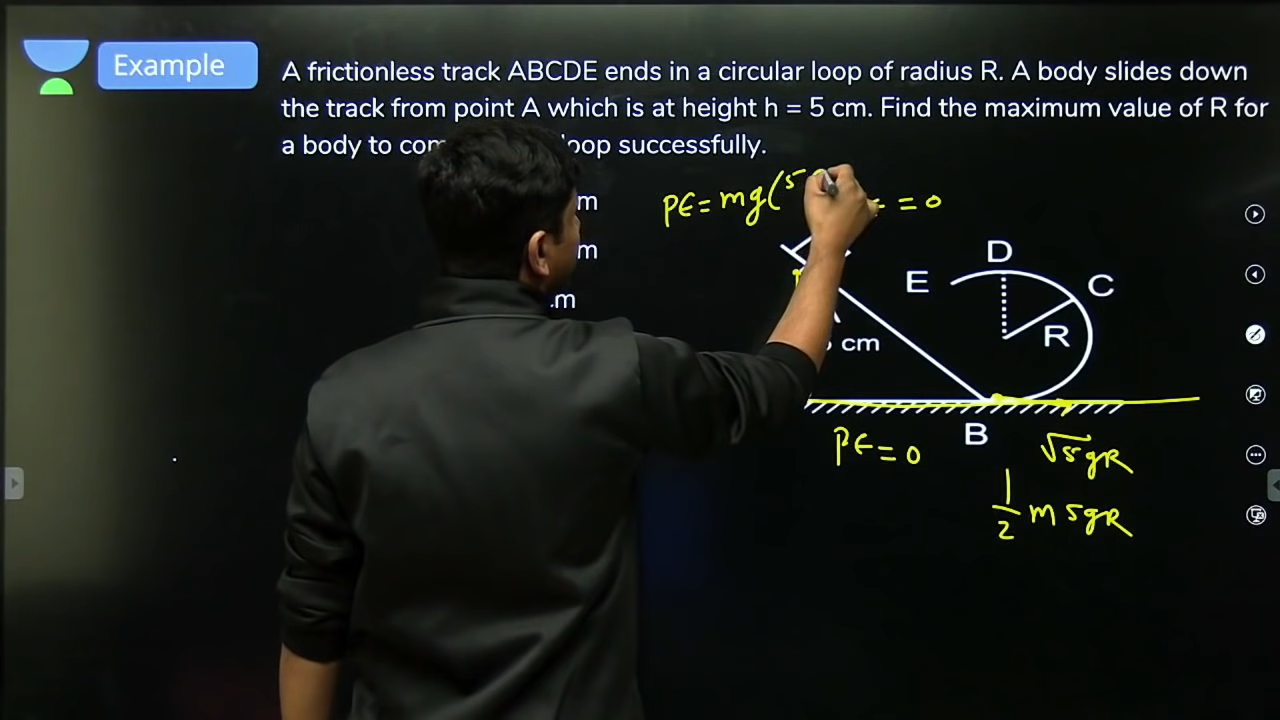 Example
A frictionless track ABCDE ends in a circular loop of radius R. A body slides down
the track from point A which is at height h = 5 cm. Find the maximum value of R for
a body to loop successfully.
m
PE = mg(5 = 0
m
D
E
C
m
R
cm
B
PE = 0
√5gR
1/2 m 5gR